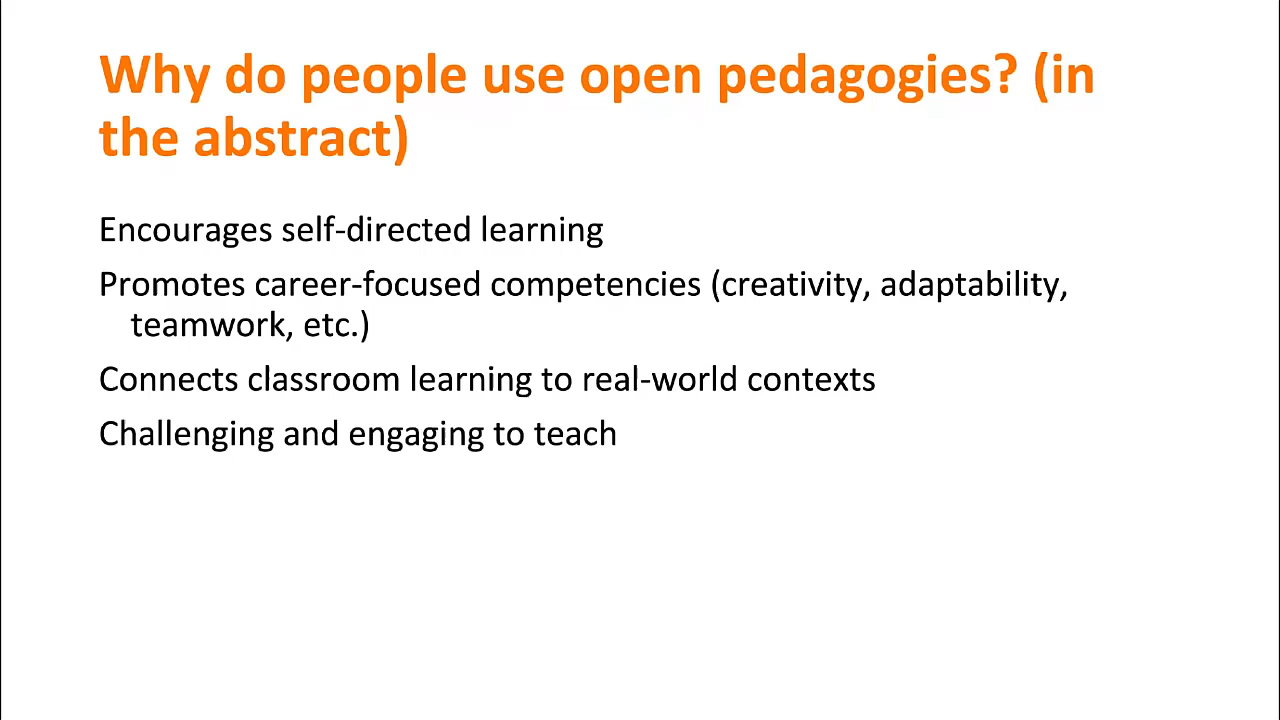 Why do people use open pedagogies? (in
the abstract)
Encourages self-directed learning
Promotes career-focused competencies (creativity, adaptability,
teamwork, etc.)
Connects classroom learning to real-world contexts
Challenging and engaging to teach